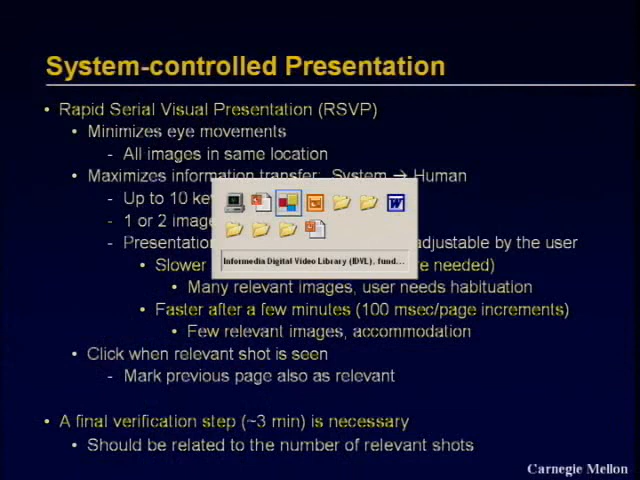 System-controlled Presentation
• Rapid Serial Visual Presentation (RSVP)
• Minimizes eye movements
- All images in same location
• Maximizes information transfer: System → Human
- Up to 10 key
- 1 or 2 image
- Presentation adjustable by the user
• Slower re needed)
• Many relevant images, user needs habituation
• Faster after a few minutes (100 msec/page increments)
• Few relevant images, accommodation
• Click when relevant shot is seen
- Mark previous page also as relevant
• A final verification step (~3 min) is necessary
• Should be related to the number of relevant shots
Informedia Digital Video Library (IDVL), fund...
Carnegie Mellon